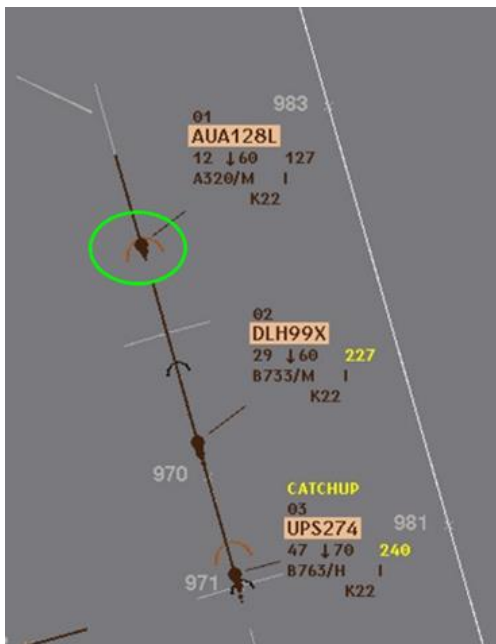 983
01
AUA128L
12 ↓60 127
A320/M I
K22
02
DLH99X
29 ↓60 227
B733/M I
K22
970
CATCHUP
03
UPS274
981
47 ↓70 240
B763/H I
971
K22